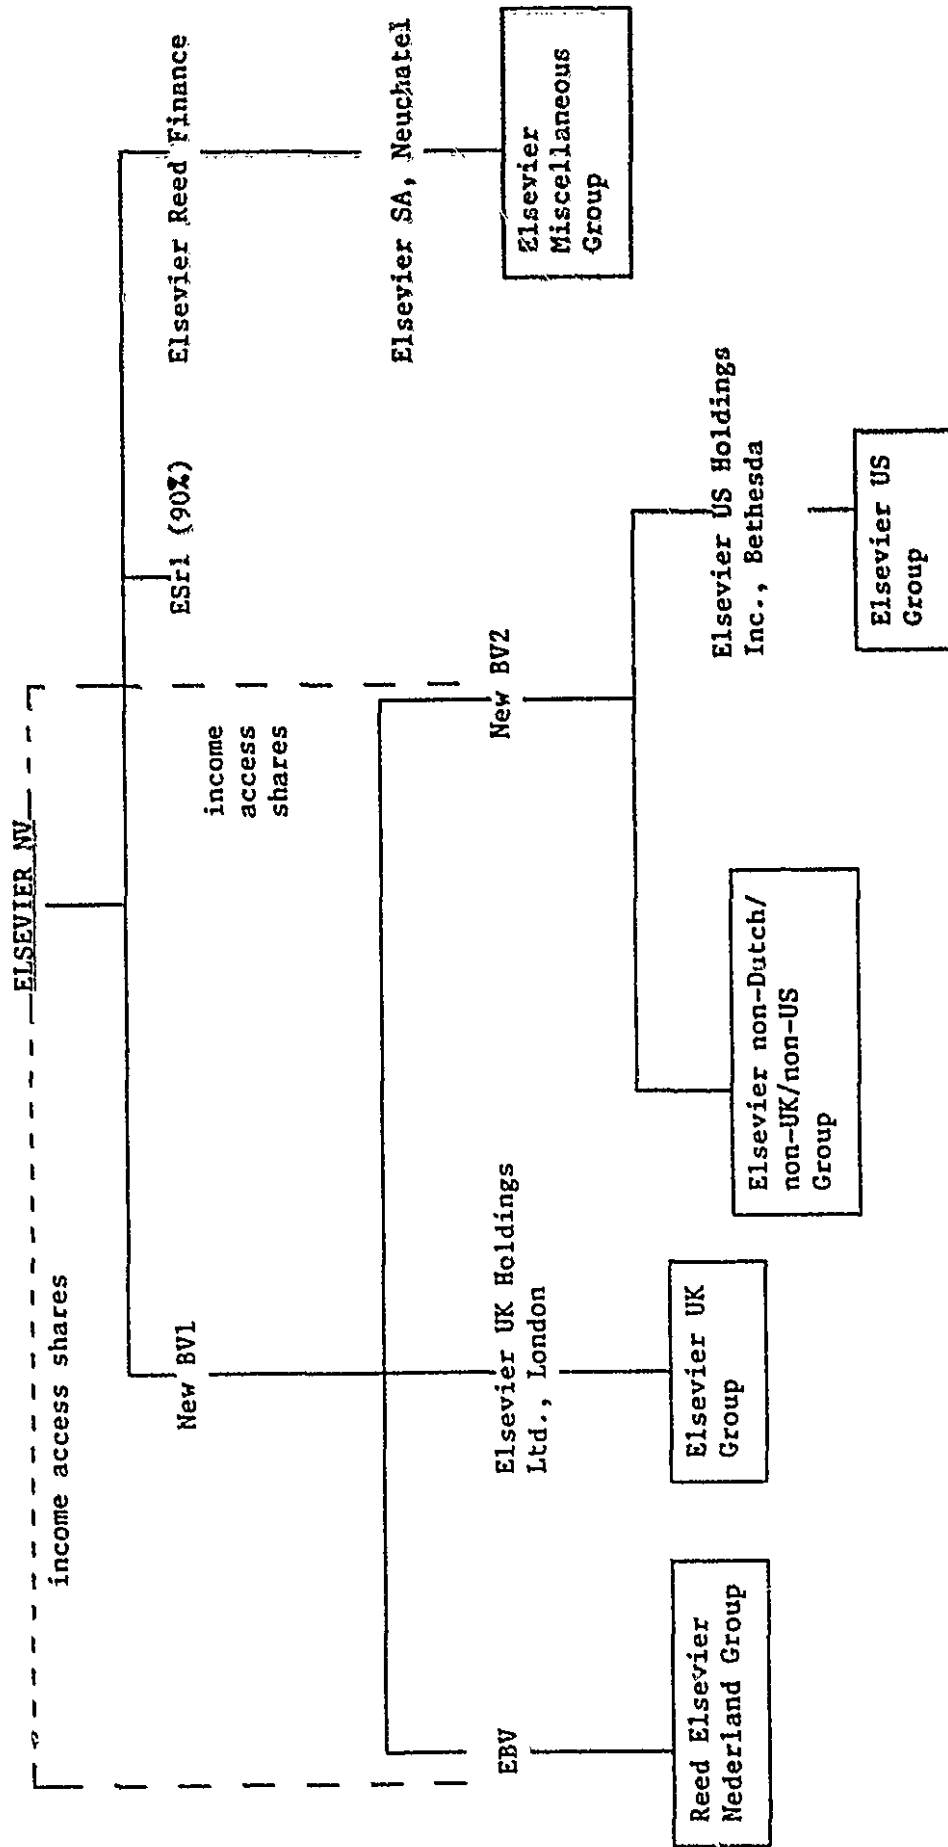 ELSEVIER NV
income access shares
New BV1
income
access
shares
ESrl (90%)
Elsevier Reed Finance
EBV
Elsevier UK Holdings
Ltd., London
New BV2
Elsevier SA, Neuchatel
Reed Elsevier
Nederland Group
Elsevier UK
Group
Elsevier non-Dutch/
non-UK/non-US
Group
Elsevier US Holdings
Inc., Bethesda
Elsevier US
Group
Elsevier
Miscellaneous
Group